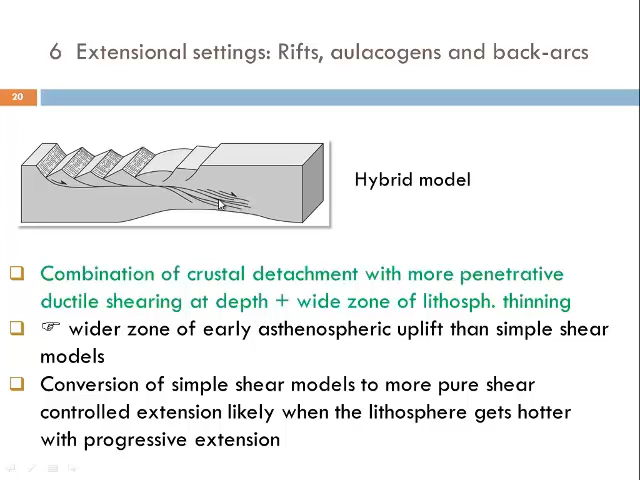 6 Extensional settings: Rifts, aulacogens and back-arcs
20
Hybrid model
Combination of crustal detachment with more penetrative
ductile shearing at depth + wide zone of lithosph. thinning
☞ wider zone of early asthenospheric uplift than simple shear
models
Conversion of simple shear models to more pure shear
controlled extension likely when the lithosphere gets hotter
with progressive extension